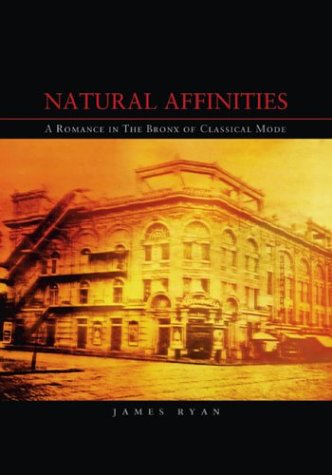 NATURAL AFFINITIES
A ROMANCE IN THE BRONX OF CLASSICAL MODE
JAMES RYAN